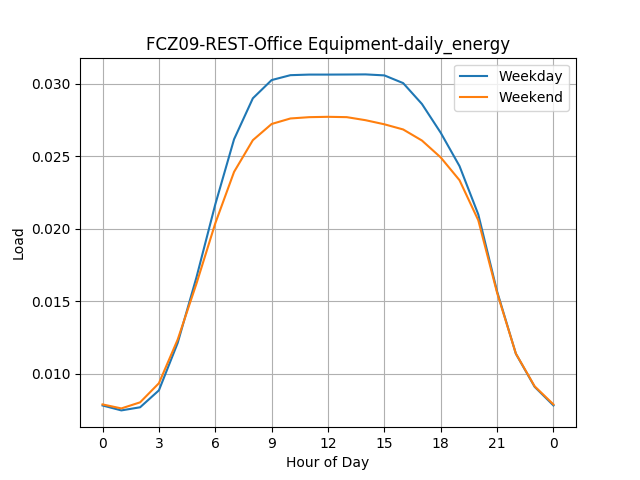 FCZ09-REST-Office Equipment-daily_energy
Weekday
Weekend
0.030
0.025
0.020
0.015
0.010
Load
0 3 6 9 12 15 18 21 0
Hour of Day